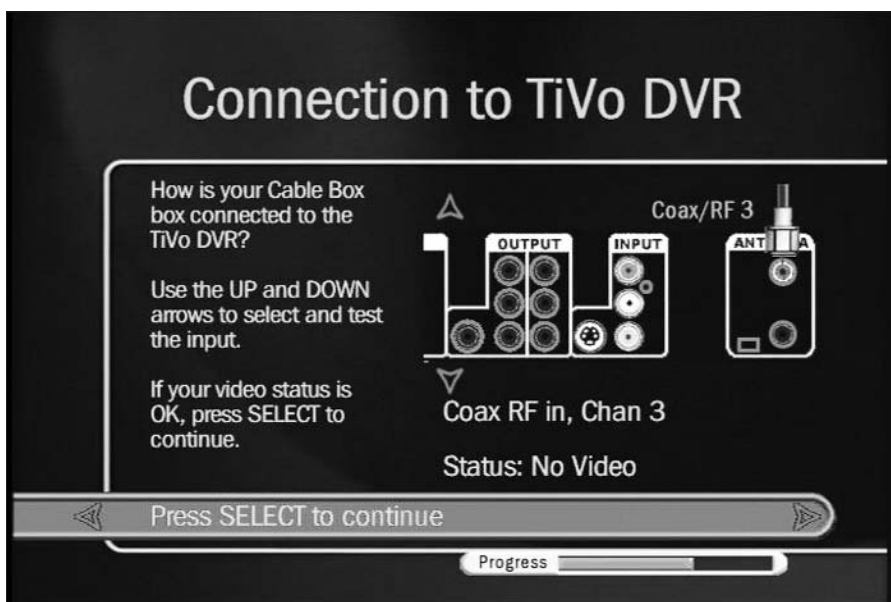 Connection to TiVo DVR
How is your Cable Box
box connected to the
TiVo DVR?
Use the UP and DOWN
arrows to select and test
the input.
If your video status is
OK, press SELECT to
continue.
Coax/RF 3
OUTPUT
INPUT
ANT A
Coax RF in, Chan 3
Status: No Video
Press SELECT to continue
Progress